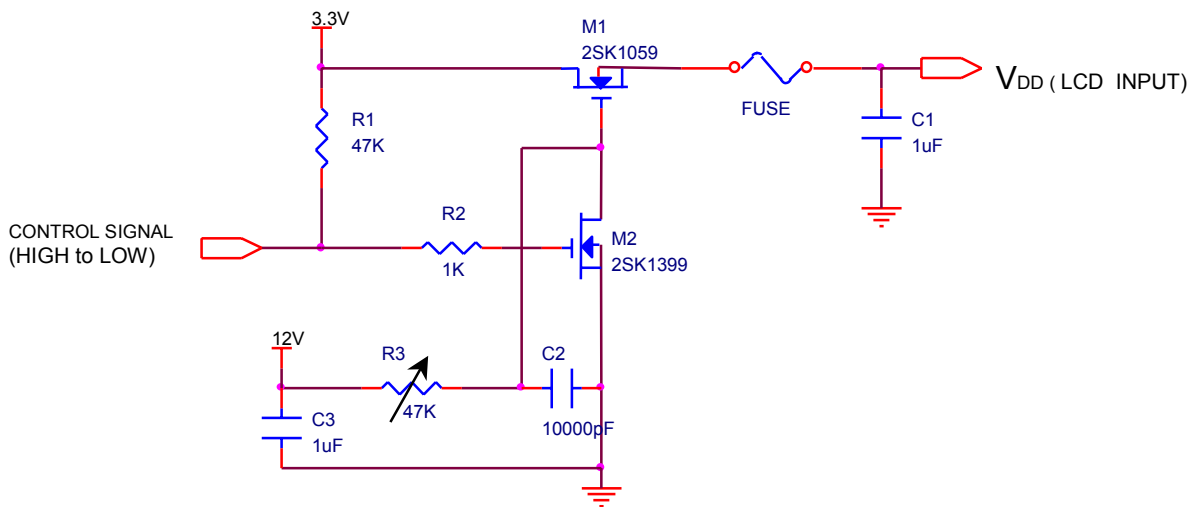 3.3V
M1
2SK1059
FUSE
VDD ( LCD INPUT)
R1
47K
C1
1uF
CONTROL SIGNAL
(HIGH to LOW)
R2
1K
M2
2SK1399
12V
R3
47K
C2
10000pF
C3
1uF